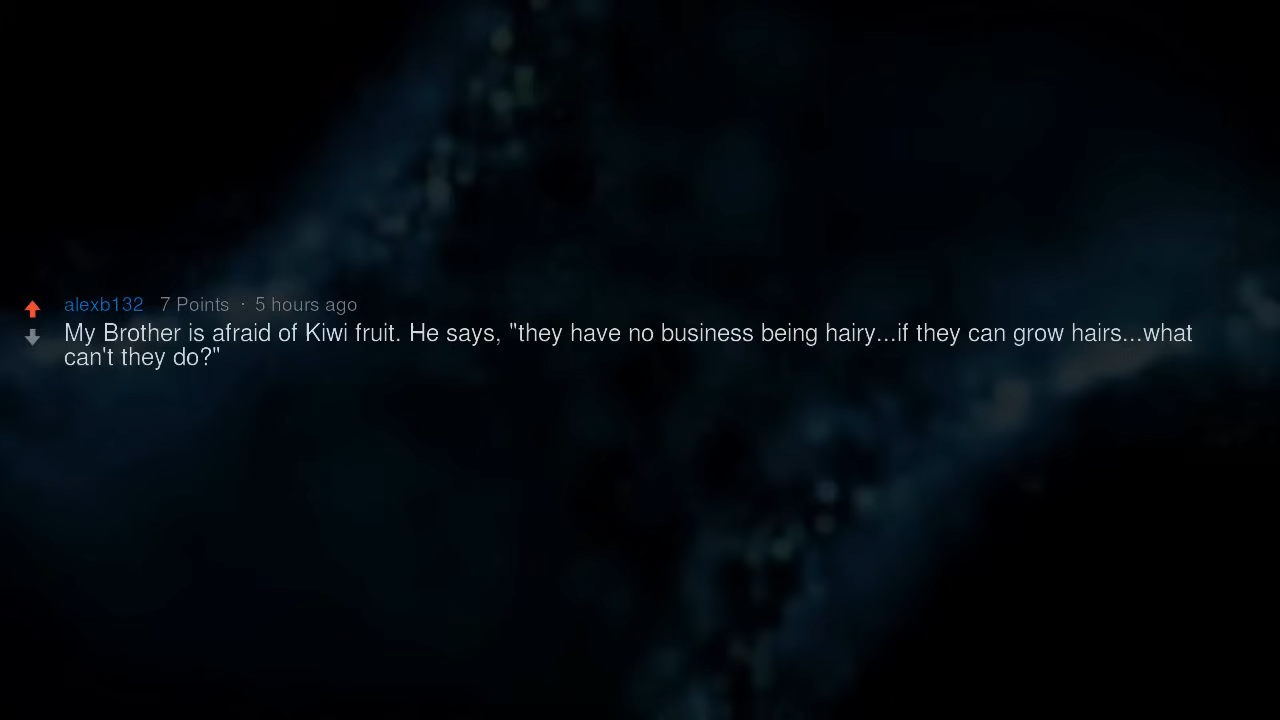 alexb132 7 Points · 5 hours ago
My Brother is afraid of Kiwi fruit. He says, "they have no business being hairy...if they can grow hairs...what
can't they do?"